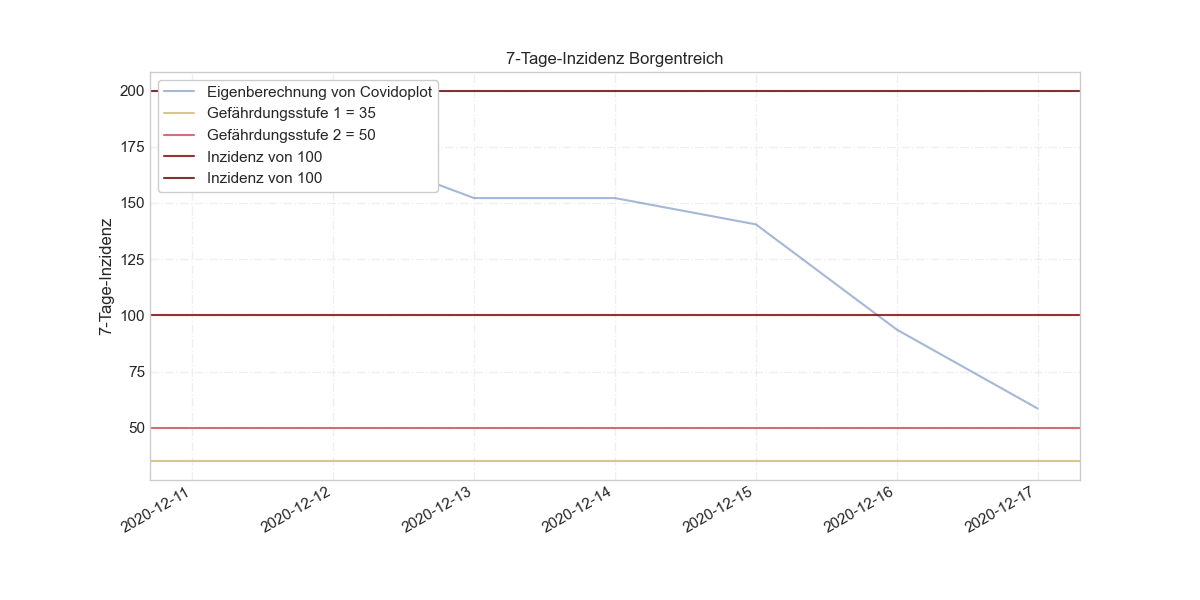 7-Tage-Inzidenz Borgentreich
Eigenberechnung von Covidoplot
Gefährdungsstufe 1 = 35
Gefährdungsstufe 2 = 50
Inzidenz von 100
Inzidenz von 100
7-Tage-Inzidenz
200
175
150
125
100
75
50
2020-12-11
2020-12-12
2020-12-13
2020-12-14
2020-12-15
2020-12-16
2020-12-17